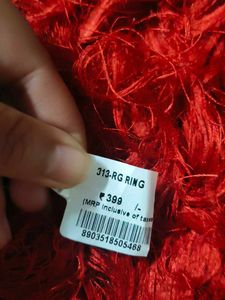 313-RG RING
₹ 399 /-
(MRP Inclusive of taxes
8903518505468